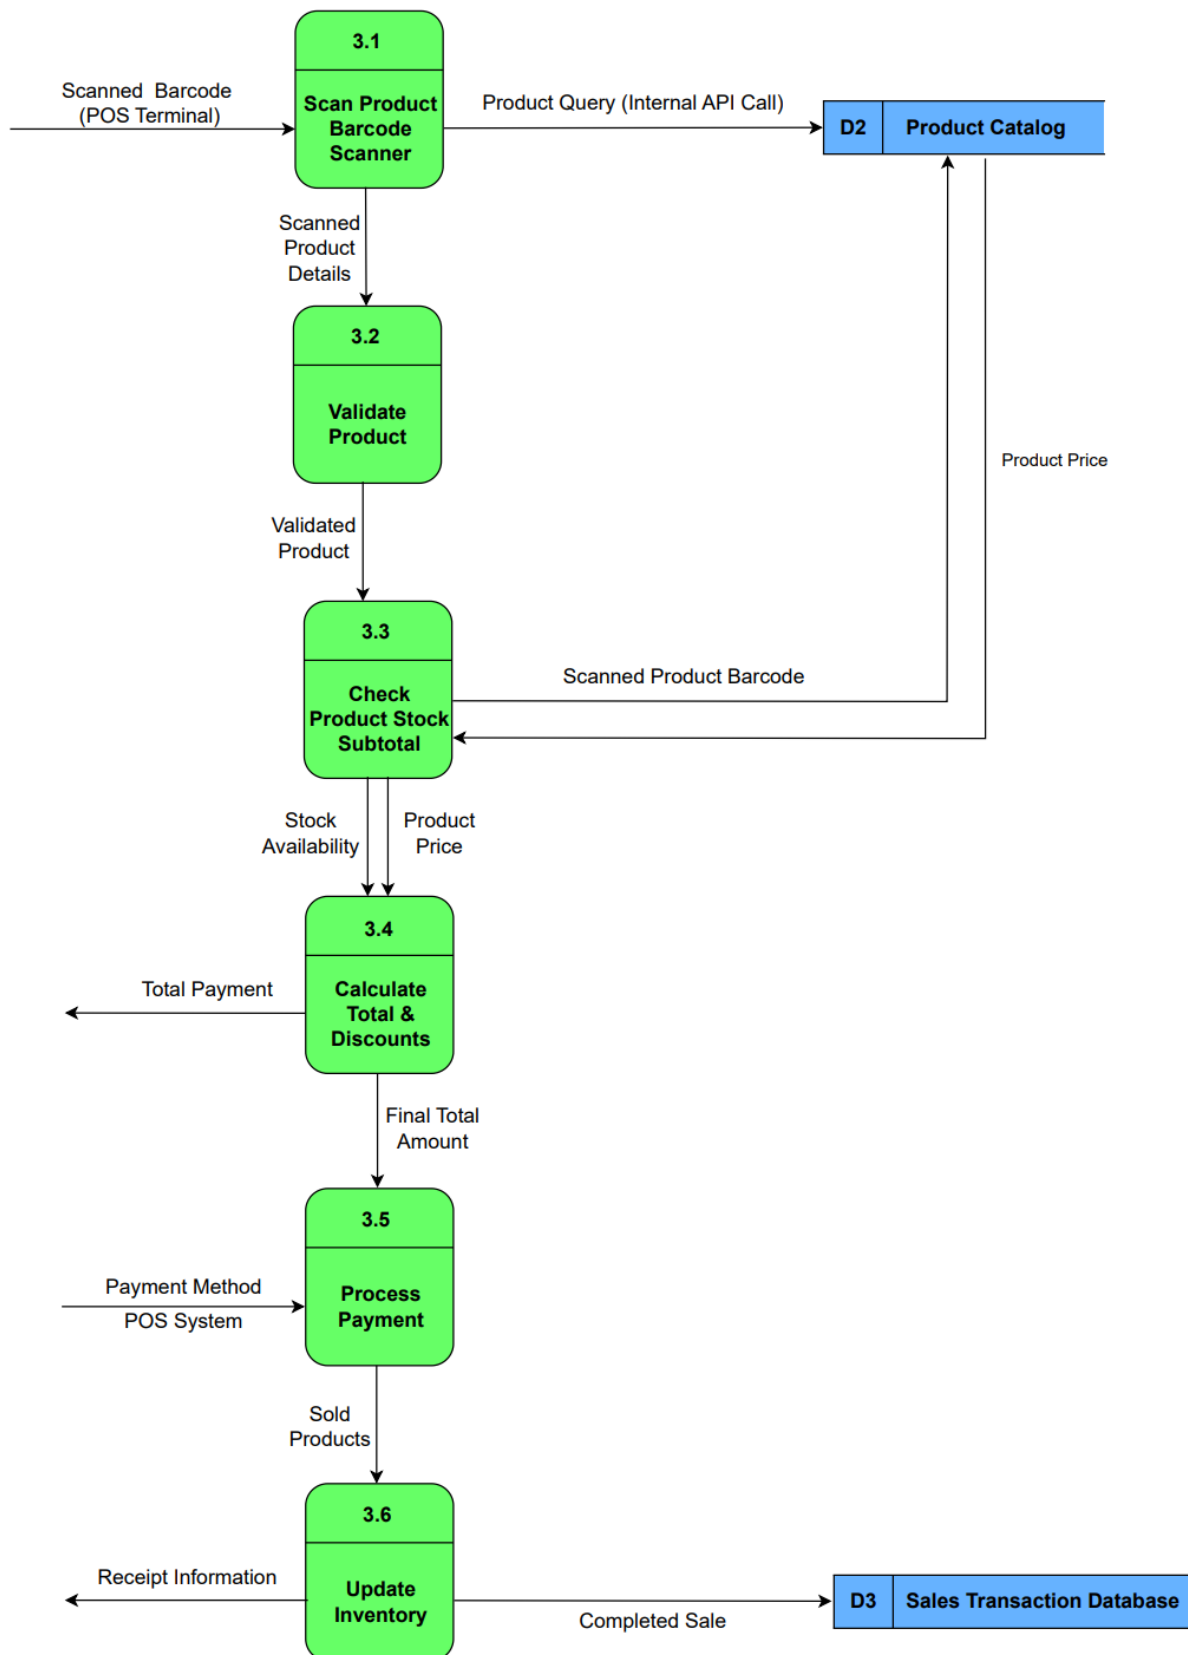 3.1
Scanned Barcode
(POS Terminal)
Scan Product
Barcode
Scanner
Product Query (Internal API Call)
D2
Product Catalog
Scanned
Product
Details
3.2
Validate
Product
Product Price
Validated
Product
3.3
Check
Product Stock
Subtotal
Scanned Product Barcode
Stock
Availability
Product
Price
3.4
Calculate
Total &
Discounts
Total Payment
Final Total
Amount
3.5
Payment Method
POS System
Process
Payment
Sold
Products
3.6
Receipt Information
Update
Inventory
Completed Sale
D3
Sales Transaction Database